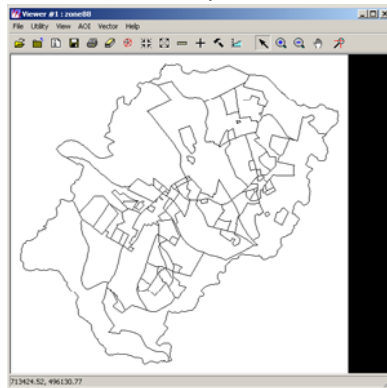 Viewer #1 : zone88
File Utility View AOI Vector Help
713424.52, 496130.77